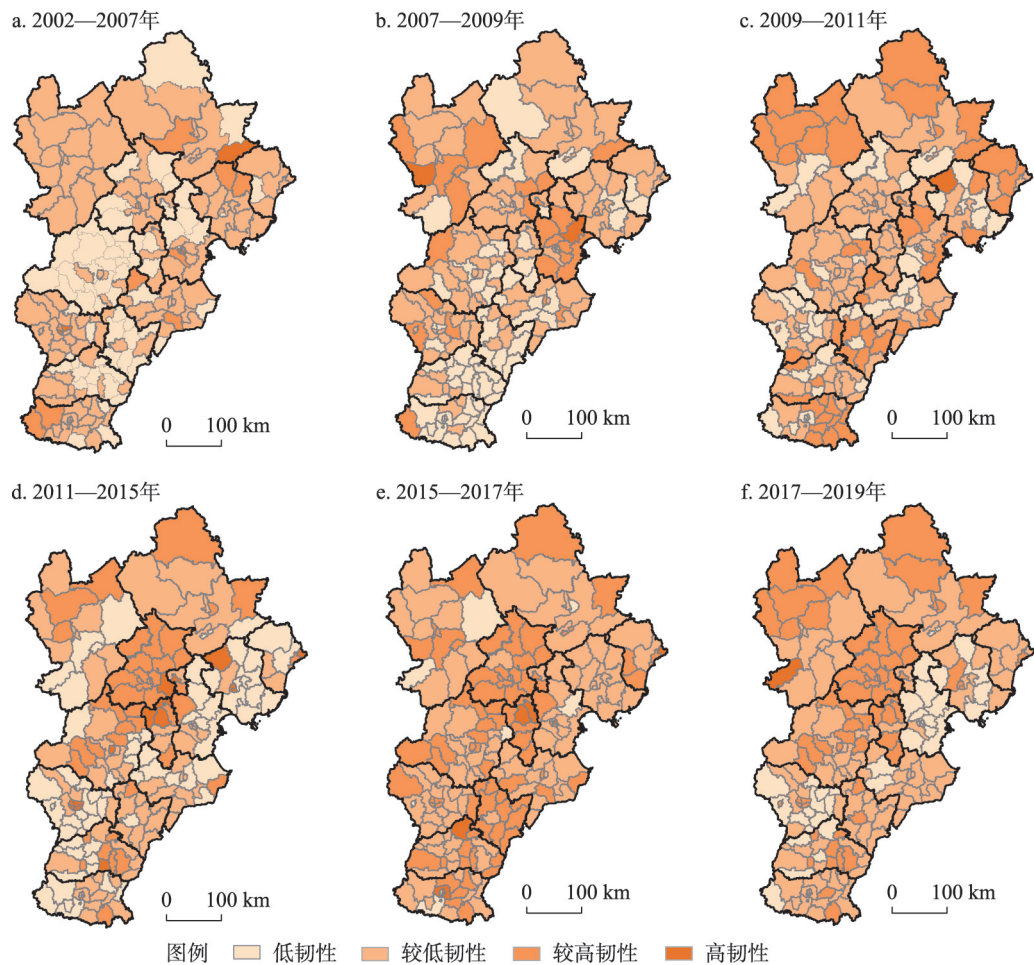 a. 2002—2007年
b. 2007—2009年
c. 2009—2011年
0 100 km
0 100 km
0 100 km
d. 2011—2015年
e. 2015—2017年
f. 2017—2019年
0 100 km
0 100 km
0 100 km
图例 低韧性 较低韧性 较高韧性 高韧性